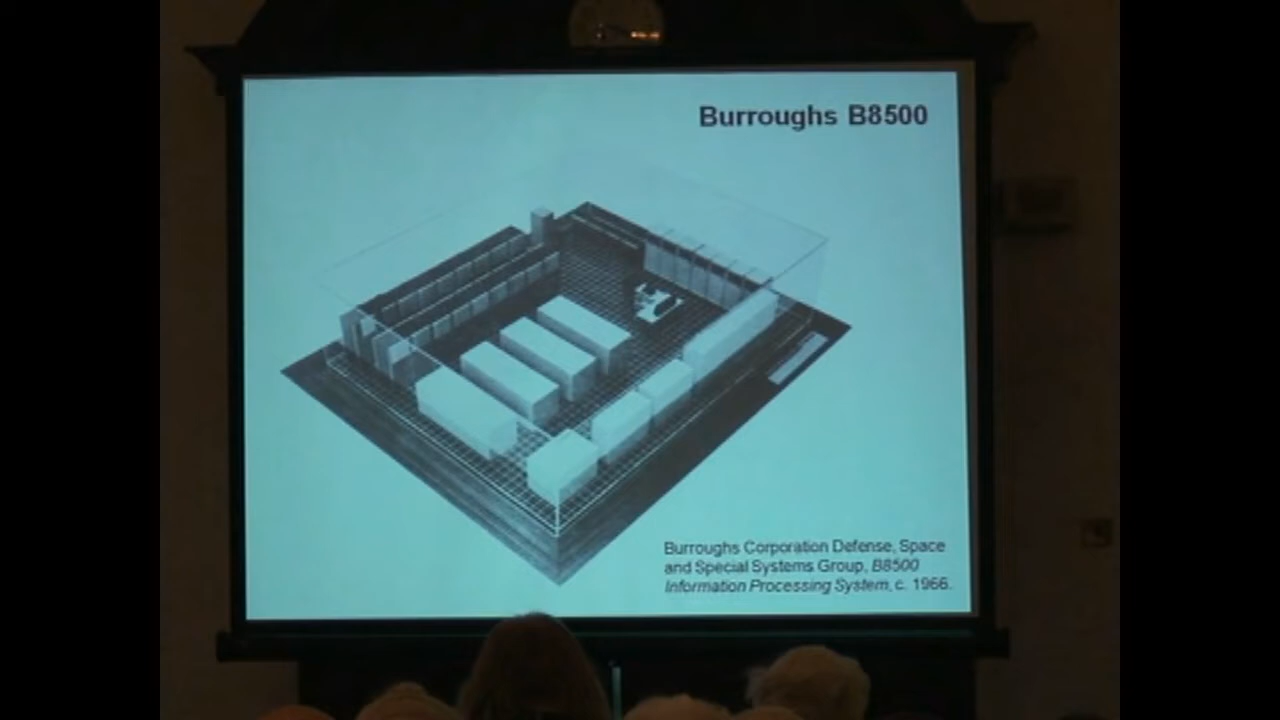 Burroughs B8500
Burroughs Corporation Defense, Space
and Special Systems Group, B8500
Information Processing System, c. 1966.